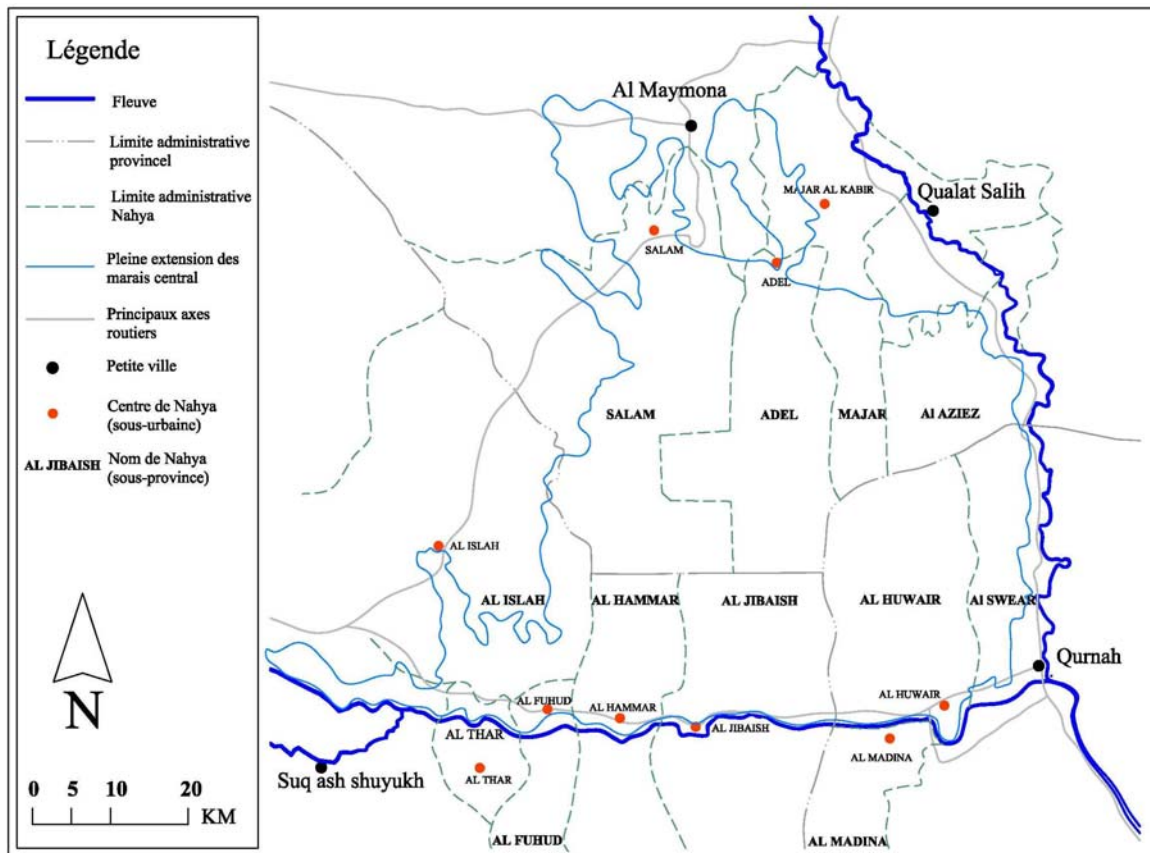 Légende
Fleuve
Limite administrative
provincel
Limite administrative
Nahya
Pleine extension des
marais central
Principaux axes
routiers
Petite ville
Centre de Nahya
(sous-urbaine)
AL JIBAISH
Nom de Nahya
(sous-province)
N
0 5 10 20
KM
Al Maymona
MAJAR AL KABIR
Qualat Salih
SALAM
ADEL
SALAM
ADEL
MAJAR
Al AZIEZ
AL ISLAH
AL ISLAH
AL HAMMAR
AL JIBAISH
AL HUWAIR
Al SWEAR
Qurnah
AL FUHUD
AL HAMMAR
AL HUWAIR
AL THAR
AL JIBAISH
AL MADINA
Suq ash shuyukh
AL THAR
AL FUHUD
AL MADINA